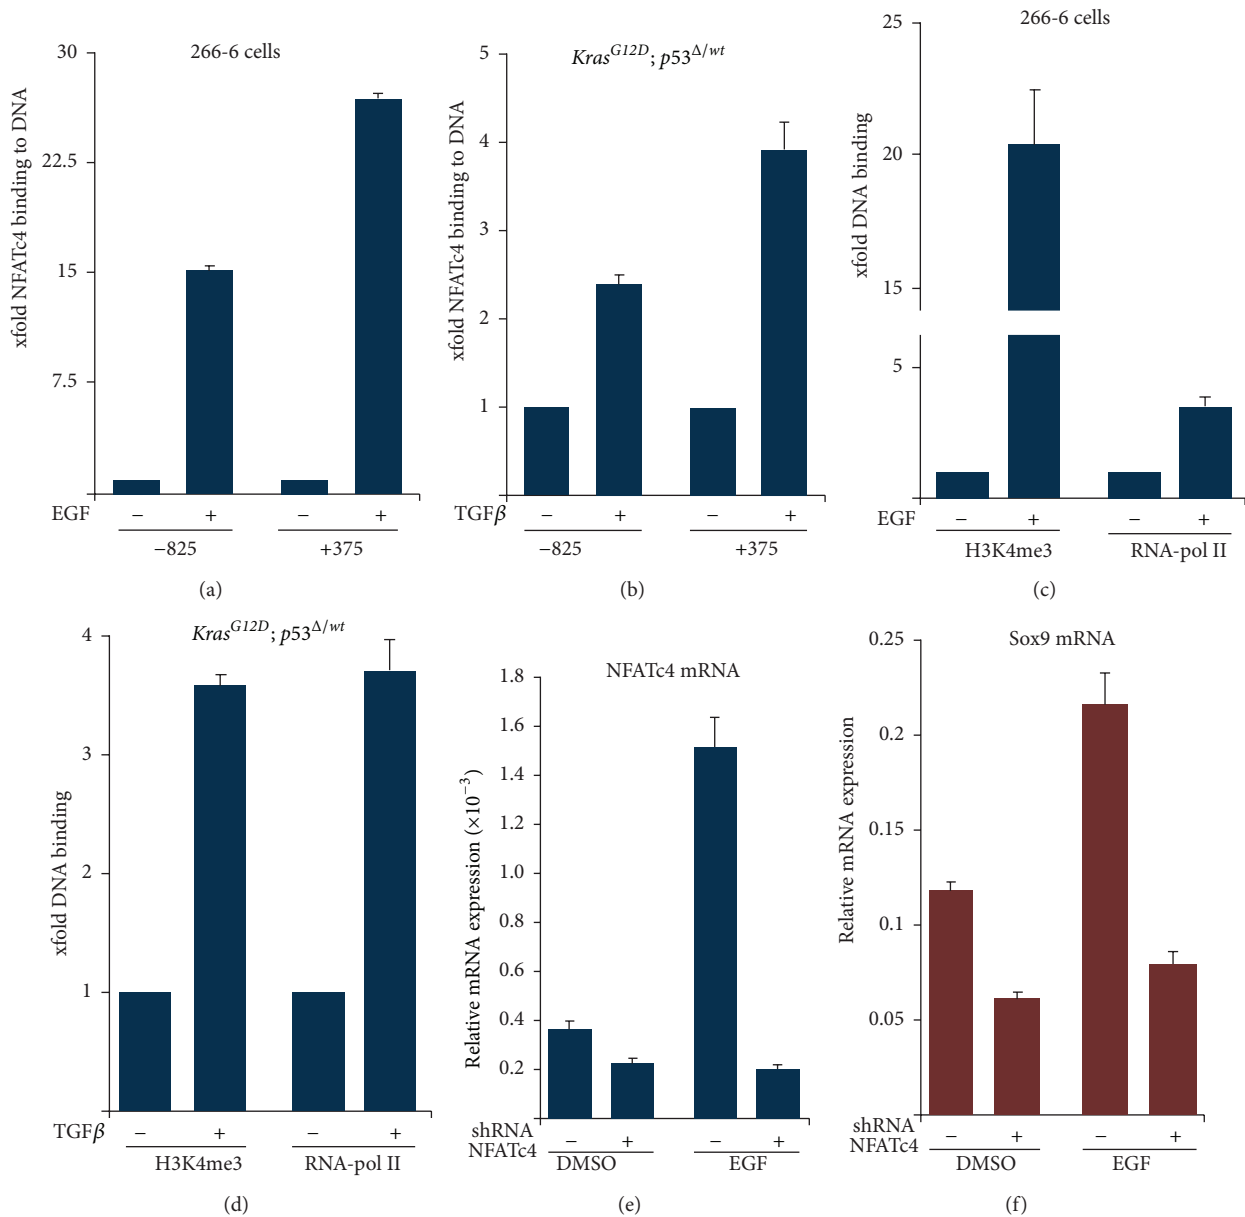 266-6 cells
xfold NFATc4 binding to DNA
30
22.5
15
7.5
EGF − + − +
−825 +375
(a)
Kras^G12D; p53^Δ/wt
xfold NFATc4 binding to DNA
5
4
3
2
1
TGFβ − + − +
−825 +375
(b)
266-6 cells
xfold DNA binding
25
20
15
5
EGF − + − +
H3K4me3 RNA-pol II
(c)
Kras^G12D; p53^Δ/wt
xfold DNA binding
4
3
2
1
TGFβ − + − +
H3K4me3 RNA-pol II
(d)
NFATc4 mRNA
Relative mRNA expression (×10^−3)
1.8
1.6
1.4
1.2
1
0.8
0.6
0.4
0.2
shRNA
NFATc4 − + − +
DMSO EGF
(e)
Sox9 mRNA
Relative mRNA expression
0.25
0.2
0.15
0.1
0.05
shRNA
NFATc4 − + − +
DMSO EGF
(f)